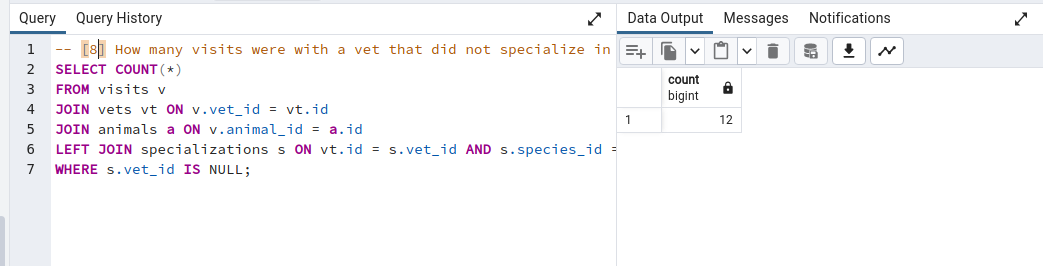 Query Query History
1 -- [8] How many visits were with a vet that did not specialize in
2 SELECT COUNT(*)
3 FROM visits v
4 JOIN vets vt ON v.vet_id = vt.id
5 JOIN animals a ON v.animal_id = a.id
6 LEFT JOIN specializations s ON vt.id = s.vet_id AND s.species_id =
7 WHERE s.vet_id IS NULL;
Data Output Messages Notifications
count
bigint
1 12